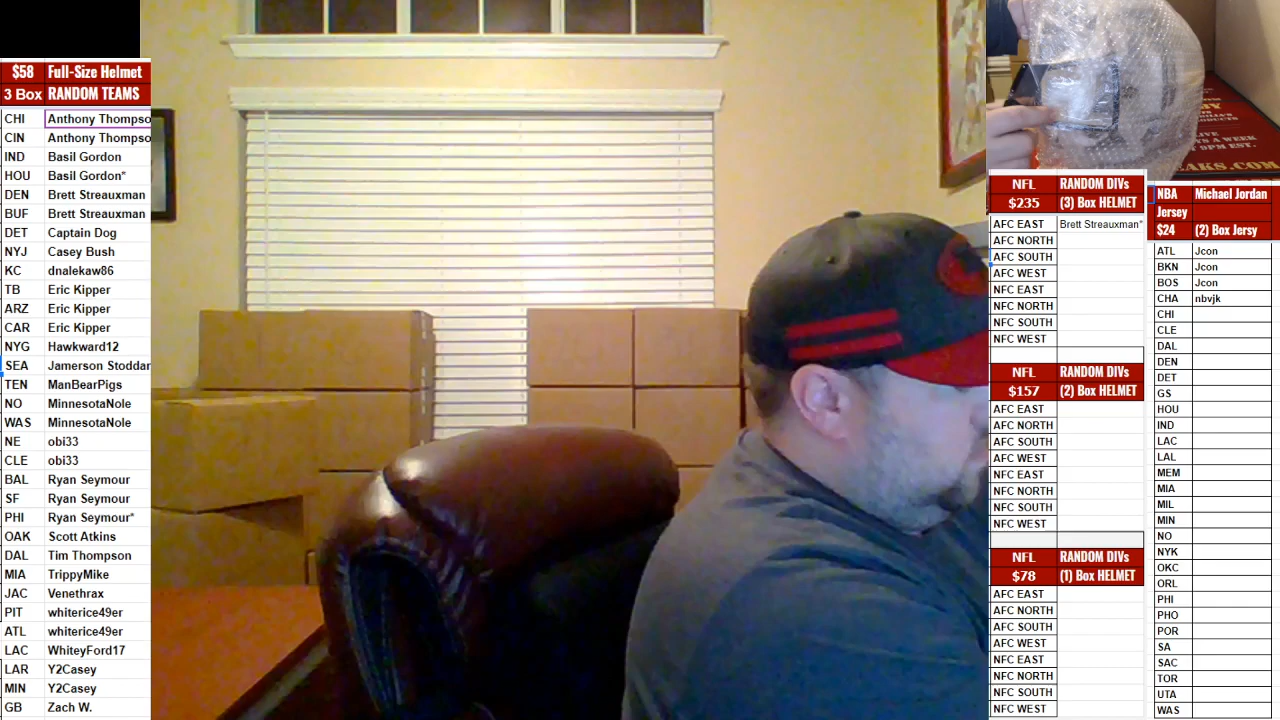 $58 Full-Size Helmet
3 Box RANDOM TEAMS
CHI Anthony Thompso
CIN Anthony Thompso
IND Basil Gordon
HOU Basil Gordon*
DEN Brett Streauxman
BUF Brett Streauxman
DET Captain Dog
NYJ Casey Bush
KC dnalekaw86
TB Eric Kipper
ARZ Eric Kipper
CAR Eric Kipper
NYG Hawkward12
SEA Jamerson Stoddar
TEN ManBearPigs
NO MinnesotaNole
WAS MinnesotaNole
NE obi33
CLE obi33
BAL Ryan Seymour
SF Ryan Seymour
PHI Ryan Seymour*
OAK Scott Atkins
DAL Tim Thompson
MIA TrippyMike
JAC Venethrax
PIT whiterice49er
ATL whiterice49er
LAC WhiteyFord17
LAR Y2Casey
MIN Y2Casey
GB Zach W.
NFL RANDOM DIVs
$235 (3) Box HELMET
AFC EAST Brett Streauxman*
AFC NORTH
AFC SOUTH
AFC WEST
NFC EAST
NFC NORTH
NFC SOUTH
NFC WEST
NFL RANDOM DIVs
$157 (2) Box HELMET
AFC EAST
AFC NORTH
AFC SOUTH
AFC WEST
NFC EAST
NFC NORTH
NFC SOUTH
NFC WEST
NFL RANDOM DIVs
$78 (1) Box HELMET
AFC EAST
AFC NORTH
AFC SOUTH
AFC WEST
NFC EAST
NFC NORTH
NFC SOUTH
NFC WEST
NBA Michael Jordan
Jersey
$24 (2) Box Jersy
ATL Jcon
BKN Jcon
BOS Jcon
CHA nbvjk
CHI
CLE
DAL
DEN
DET
GS
HOU
IND
LAC
LAL
MEM
MIA
MIL
MIN
NO
NYK
OKC
ORL
PHI
PHO
POR
SA
SAC
TOR
UTA
WAS